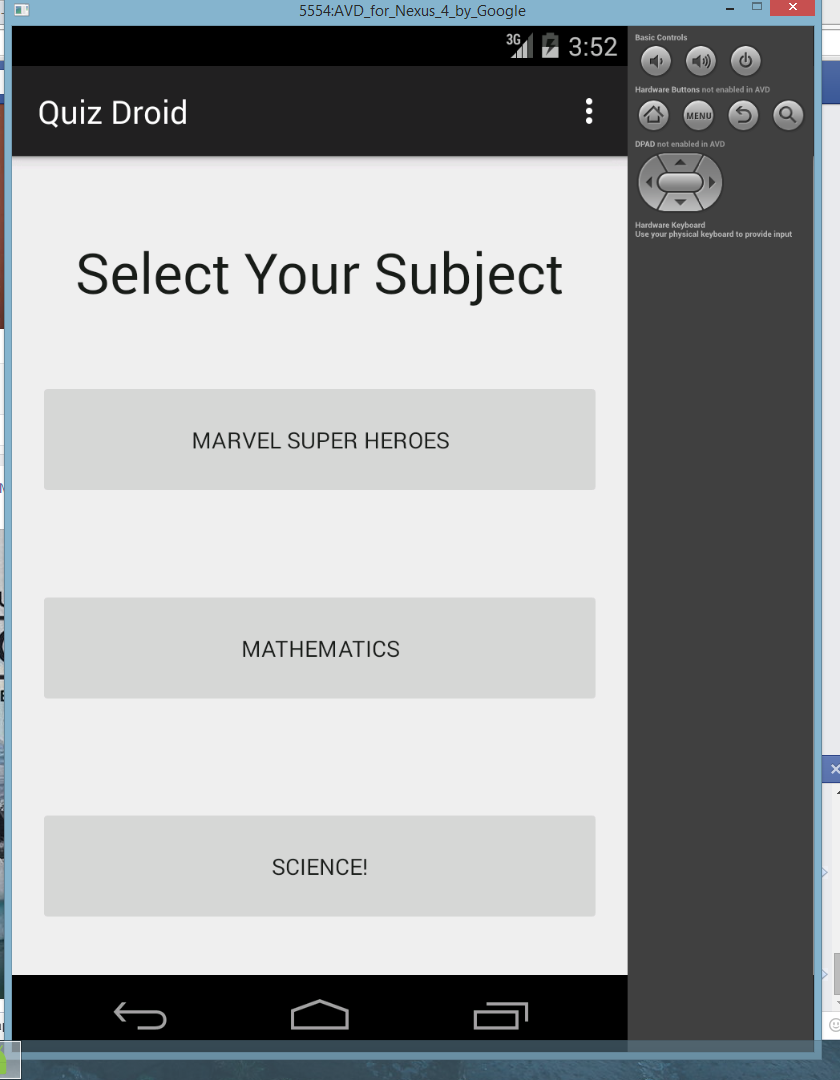 5554:AVD_for_Nexus_4_by_Google
3G 3:52
Quiz Droid
Select Your Subject
MARVEL SUPER HEROES
MATHEMATICS
SCIENCE!
Basic Controls
Hardware Buttons not enabled in AVD
MENU
DPAD not enabled in AVD
Hardware Keyboard
Use your physical keyboard to provide input